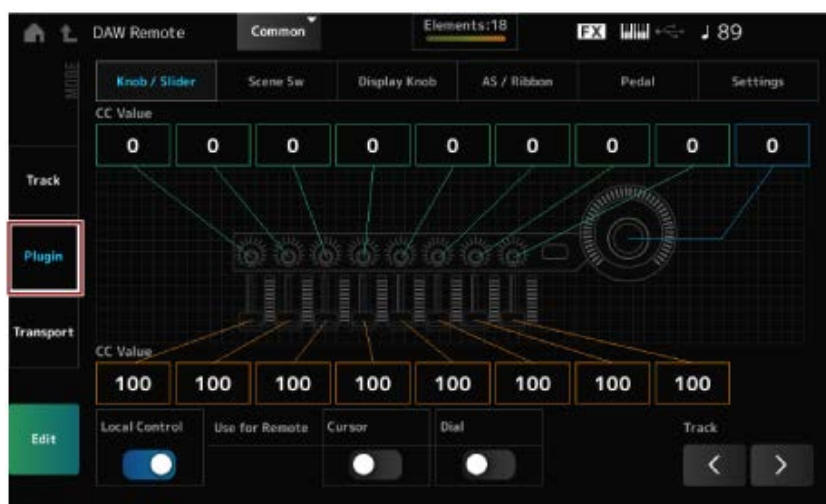 DAW Remote Common Elements:18 FX ♩ 89
MODE
Knob / Slider Scene Sw Display Knob AS / Ribbon Pedal Settings
CC Value
0 0 0 0 0 0 0 0 0
Track
Plugin
Transport
CC Value
100 100 100 100 100 100 100 100
Edit
Local Control Use for Remote Cursor Dial Track